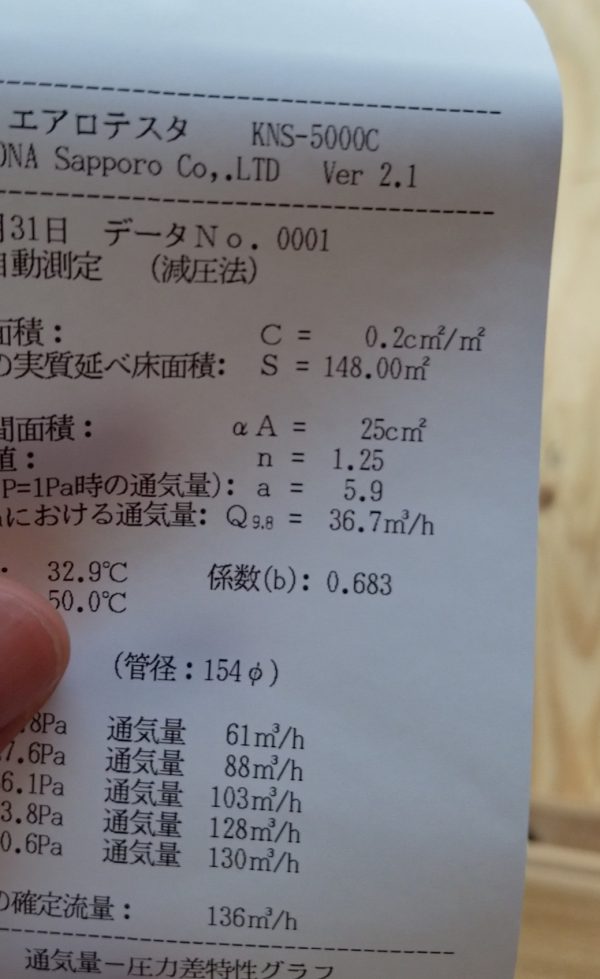 エアロテスタ KNS-5000C
ONA Sapporo Co,.LTD Ver 2.1
月31日 データNo. 0001
自動測定 (減圧法)
面積: C = 0.2c㎡/㎡
の実質延べ床面積: S = 148.00㎡
間面積: αA = 25c㎡
値: n = 1.25
P=1Pa時の通気量): a = 5.9
における通気量: Q9.8 = 36.7㎥/h
32.9℃ 係数(b): 0.683
50.0℃
(管径:154φ)
.8Pa 通気量 61㎥/h
7.6Pa 通気量 88㎥/h
6.1Pa 通気量 103㎥/h
3.8Pa 通気量 128㎥/h
0.6Pa 通気量 130㎥/h
の確定流量: 136㎥/h
通気量−圧力差特性グラフ